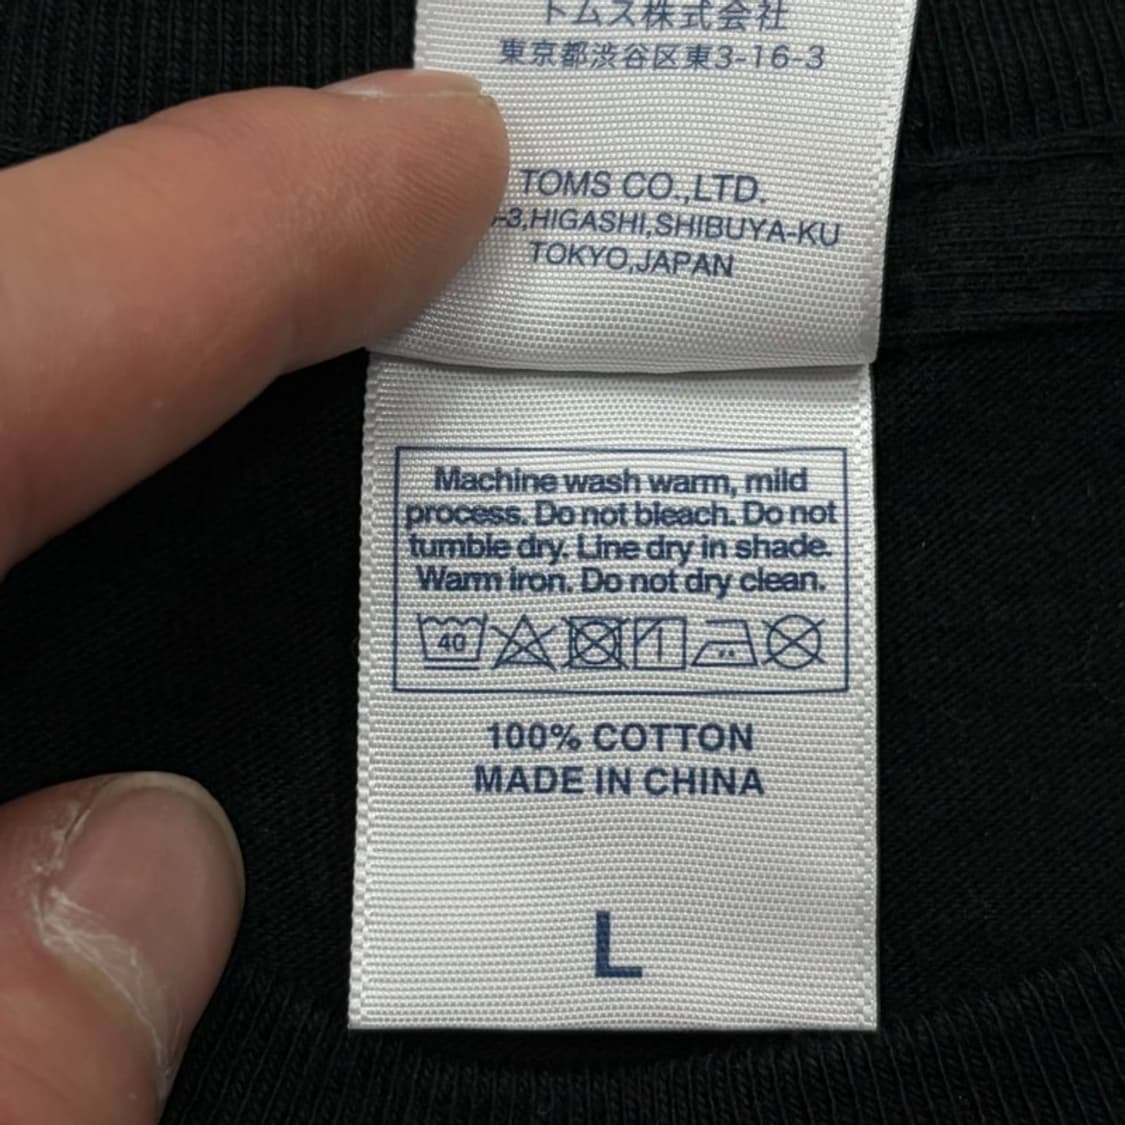 トムス株式会社
東京都渋谷区東3-16-3
TOMS CO.,LTD.
-3,HIGASHI,SHIBUYA-KU
TOKYO,JAPAN
Machine wash warm, mild
process. Do not bleach. Do not
tumble dry. Line dry in shade.
Warm iron. Do not dry clean.
40
100% COTTON
MADE IN CHINA
L